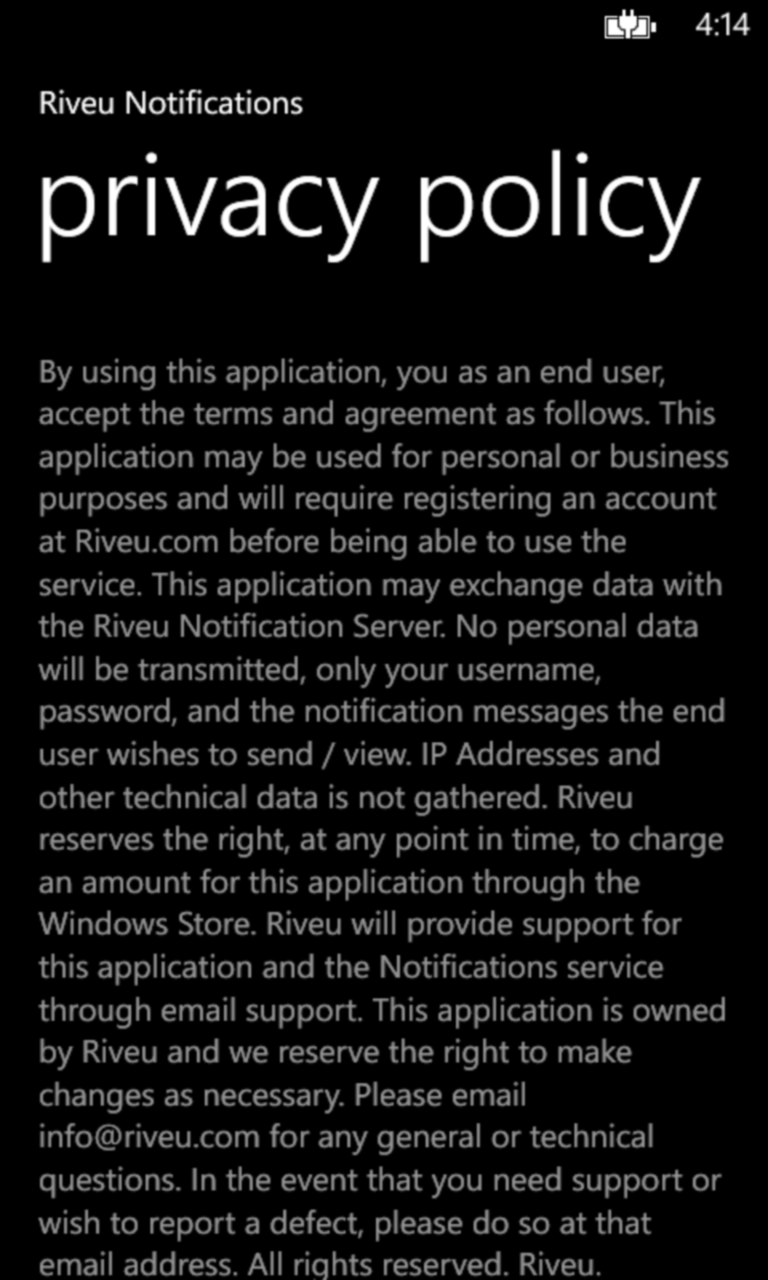 4:14
Riveu Notifications
privacy policy
By using this application, you as an end user,
accept the terms and agreement as follows. This
application may be used for personal or business
purposes and will require registering an account
at Riveu.com before being able to use the
service. This application may exchange data with
the Riveu Notification Server. No personal data
will be transmitted, only your username,
password, and the notification messages the end
user wishes to send / view. IP Addresses and
other technical data is not gathered. Riveu
reserves the right, at any point in time, to charge
an amount for this application through the
Windows Store. Riveu will provide support for
this application and the Notifications service
through email support. This application is owned
by Riveu and we reserve the right to make
changes as necessary. Please email
info@riveu.com for any general or technical
questions. In the event that you need support or
wish to report a defect, please do so at that
email address. All rights reserved. Riveu.